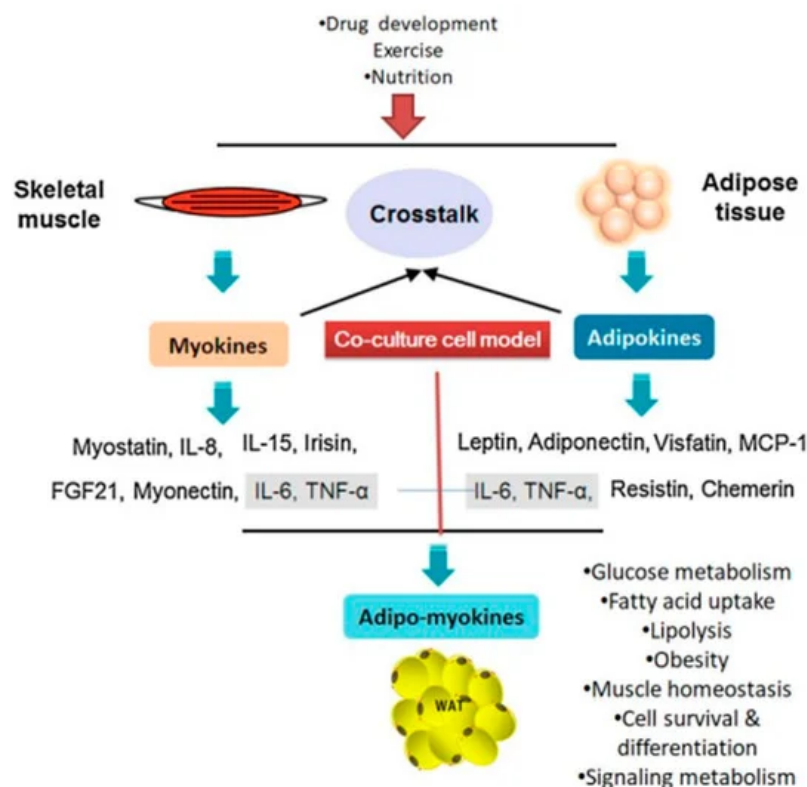 •Drug development
Exercise
•Nutrition
Skeletal
muscle
Crosstalk
Adipose
tissue
Myokines
Co-culture cell model
Adipokines
Myostatin, IL-8, IL-15, Irisin,
FGF21, Myonectin, IL-6, TNF-α
Leptin, Adiponectin, Visfatin, MCP-1
IL-6, TNF-α, Resistin, Chemerin
Adipo-myokines
WAT
•Glucose metabolism
•Fatty acid uptake
•Lipolysis
•Obesity
•Muscle homeostasis
•Cell survival &
differentiation
•Signaling metabolism